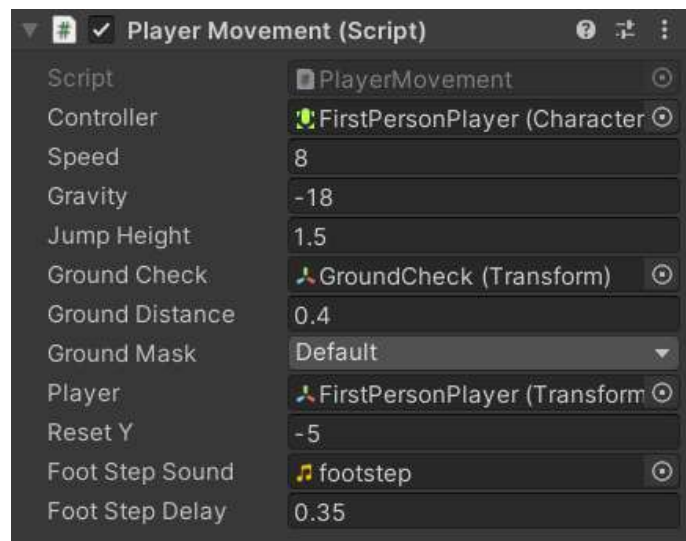 Player Movement (Script)
Script PlayerMovement
Controller FirstPersonPlayer (Character
Speed 8
Gravity -18
Jump Height 1.5
Ground Check GroundCheck (Transform)
Ground Distance 0.4
Ground Mask Default
Player FirstPersonPlayer (Transform
Reset Y -5
Foot Step Sound footstep
Foot Step Delay 0.35